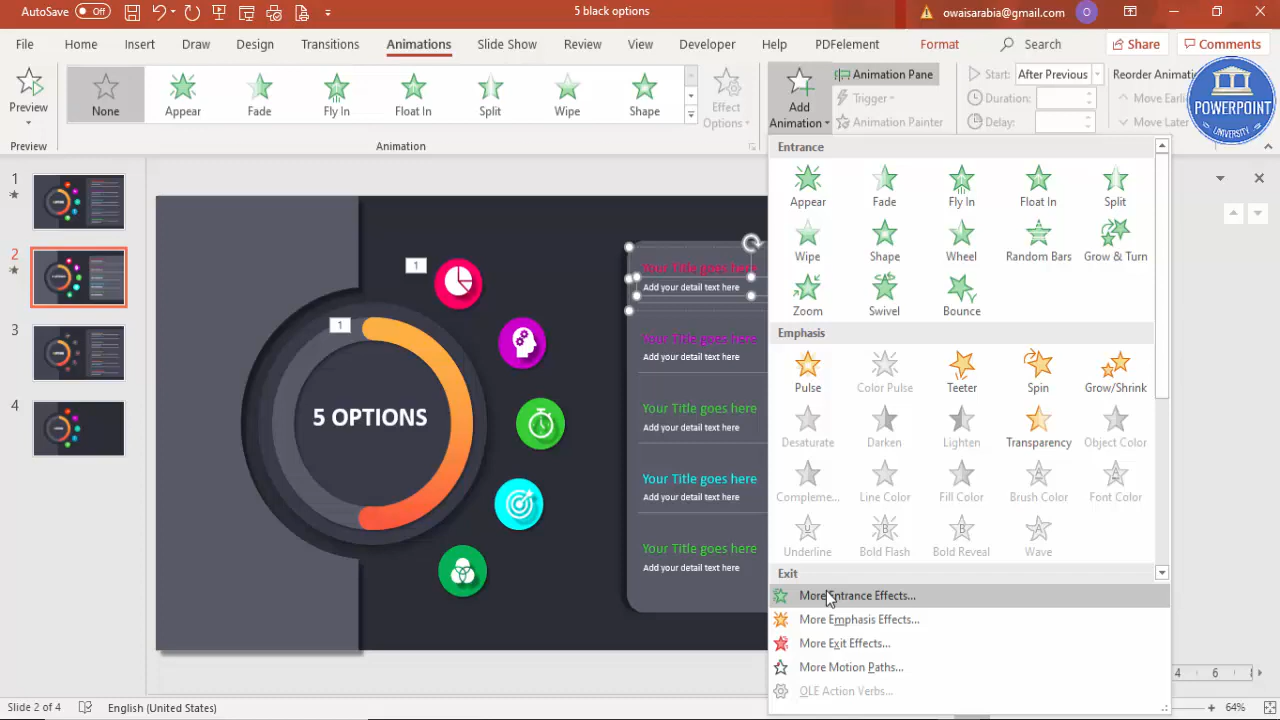 AutoSave Off
5 black options
owaisarabia@gmail.com
O
File Home Insert Draw Design Transitions Animations Slide Show Review View Developer Help PDFelement Format Search Share Comments
Preview
None Appear Fade Fly In Float In Split Wipe Shape
Effect
Options
Add
Animation
Animation Pane
Trigger
Animation Painter
Start: After Previous
Duration:
Delay:
Reorder Animati
Move Earl
Move Later
Preview
Animation
POWERPOINT
UNIVERSITY
1
2
3
4
1
1
5 OPTIONS
Your Title goes here
Add your detail text here
Your Title goes here
Add your detail text here
Your Title goes here
Add your detail text here
Your Title goes here
Add your detail text here
Your Title goes here
Add your detail text here
Entrance
Appear Fade Fly In Float In Split
Wipe Shape Wheel Random Bars Grow & Turn
Zoom Swivel Bounce
Emphasis
Pulse Color Pulse Teeter Spin Grow/Shrink
Desaturate Darken Lighten Transparency Object Color
Compleme... Line Color Fill Color Brush Color Font Color
Underline Bold Flash Bold Reveal Wave
Exit
More Entrance Effects...
More Emphasis Effects...
More Exit Effects...
More Motion Paths...
OLE Action Verbs...
4 6
Slide 2 of 4 English (United States)
64%